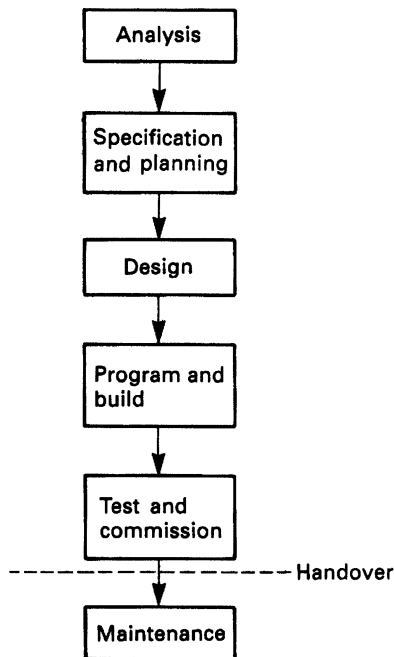 Analysis
Specification
and planning
Design
Program and
build
Test and
commission
Handover
Maintenance